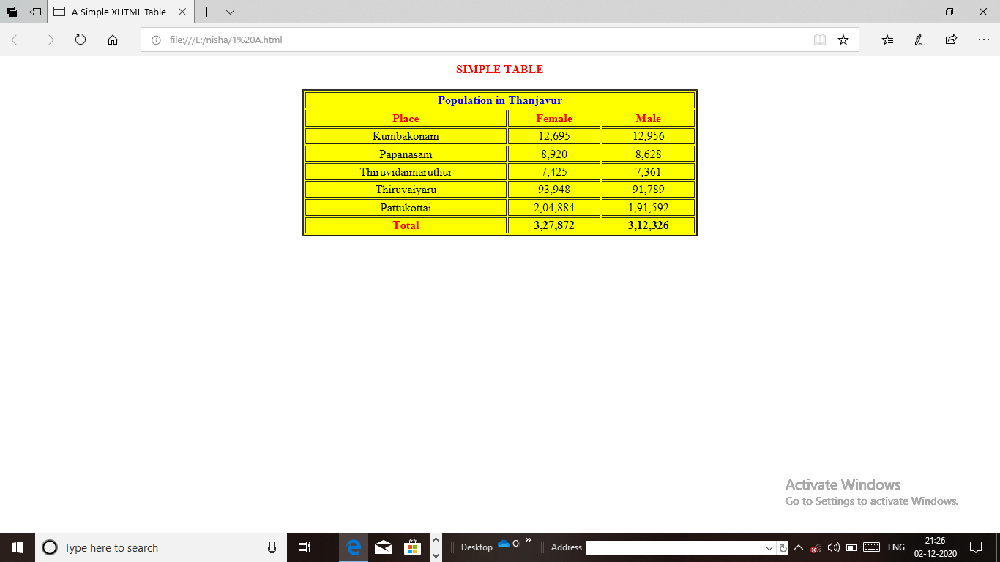 A Simple XHTML Table
file:///E:/nisha/1%20A.html
SIMPLE TABLE
Population in Thanjavur
Place Female Male
Kumbakonam 12,695 12,956
Papanasam 8,920 8,628
Thiruvidaimaruthur 7,425 7,361
Thiruvaiyaru 93,948 91,789
Pattukottai 2,04,884 1,91,592
Total 3,27,872 3,12,326
Activate Windows
Go to Settings to activate Windows.
Type here to search
Desktop O Address ENG 21:26
02-12-2020